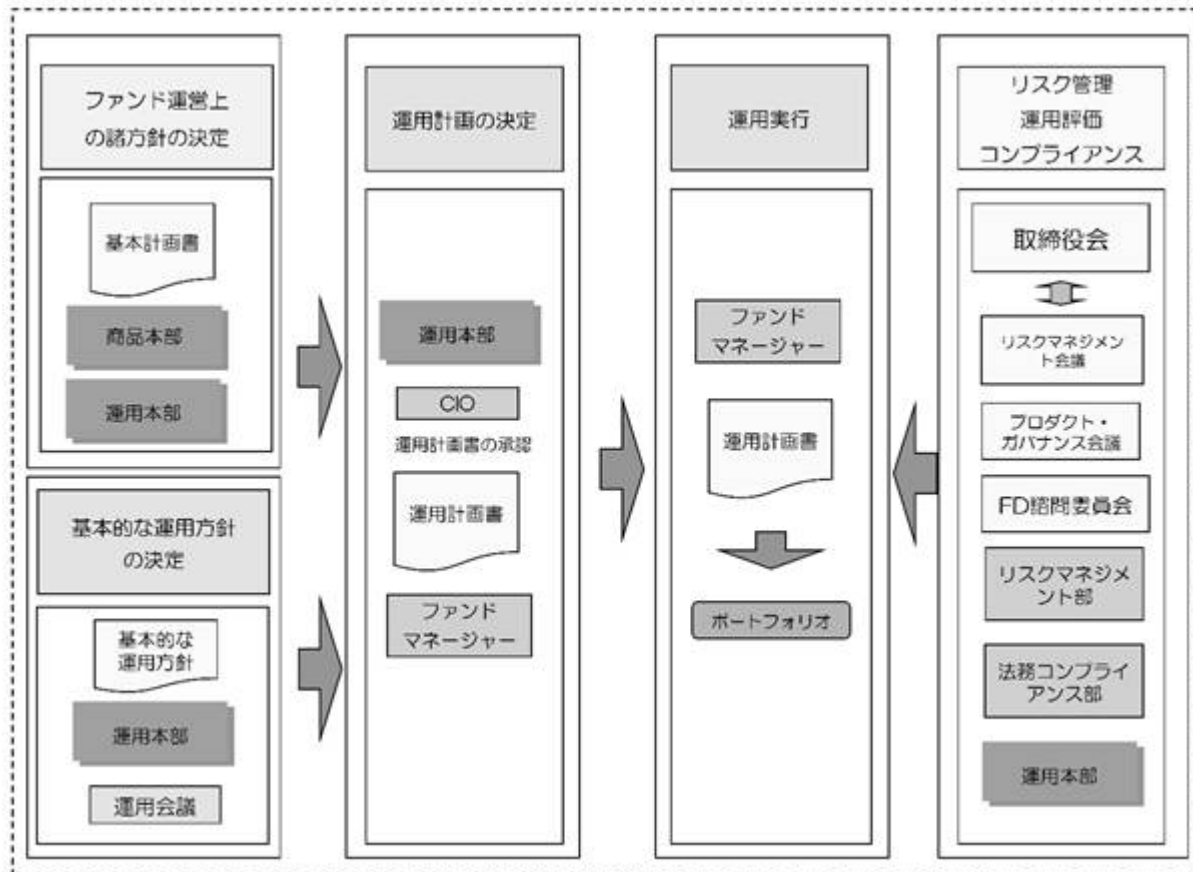 ファンド運営上
の諸方針の決定
基本計画書
商品本部
運用本部
基本的な運用方針
の決定
基本的な
運用方針
運用本部
運用会議
運用計画の決定
運用本部
CIO
運用計画書の承認
運用計画書
ファンド
マネージャー
運用実行
ファンド
マネージャー
運用計画書
ポートフォリオ
リスク管理
運用評価
コンプライアンス
取締役会
リスクマネジメン
ト会議
プロダクト・
ガバナンス会議
FD諮問委員会
リスクマネジメ
ント部
法務コンプライ
アンス部
運用本部